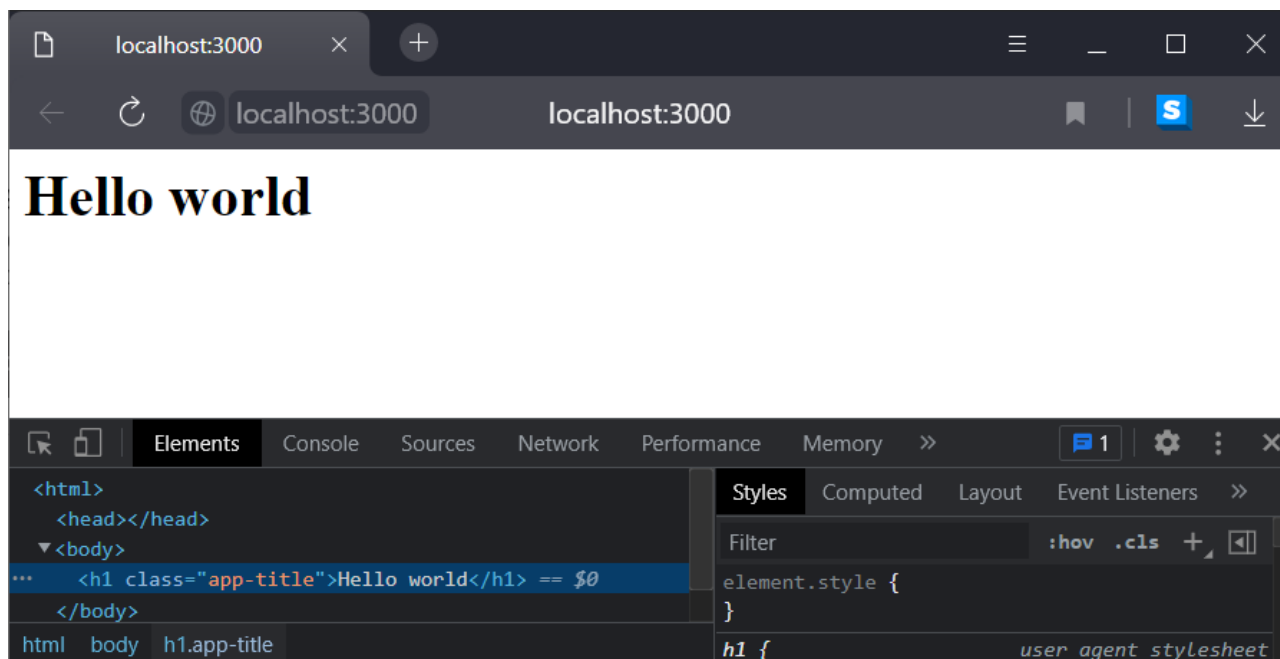 localhost:3000
localhost:3000 localhost:3000 S
Hello world
Elements Console Sources Network Performance Memory 1
<html>
<head></head>
<body>
<h1 class="app-title">Hello world</h1> == $0
</body>
html body h1.app-title
Styles Computed Layout Event Listeners
Filter :hov .cls
element.style {
}
h1 { user agent stylesheet